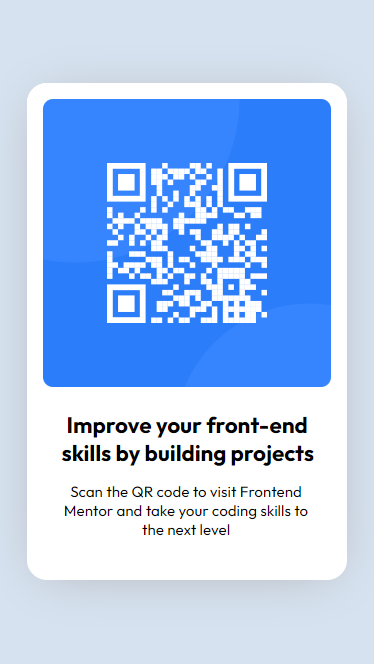 Improve your front-end
skills by building projects
Scan the QR code to visit Frontend
Mentor and take your coding skills to
the next level